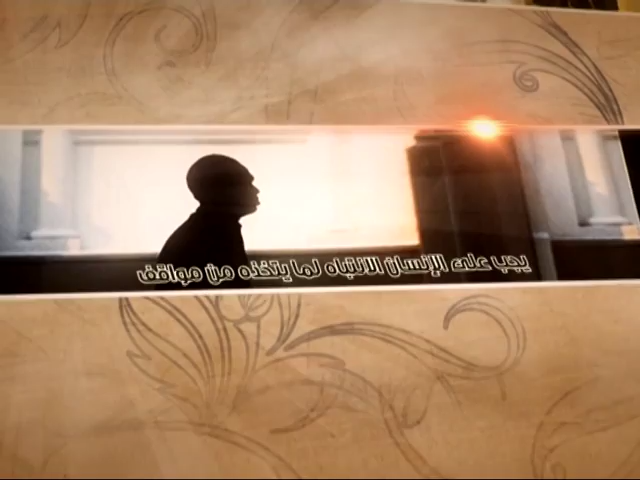 يجب على الإنسان الانتباه لما يتخذه من مواقف